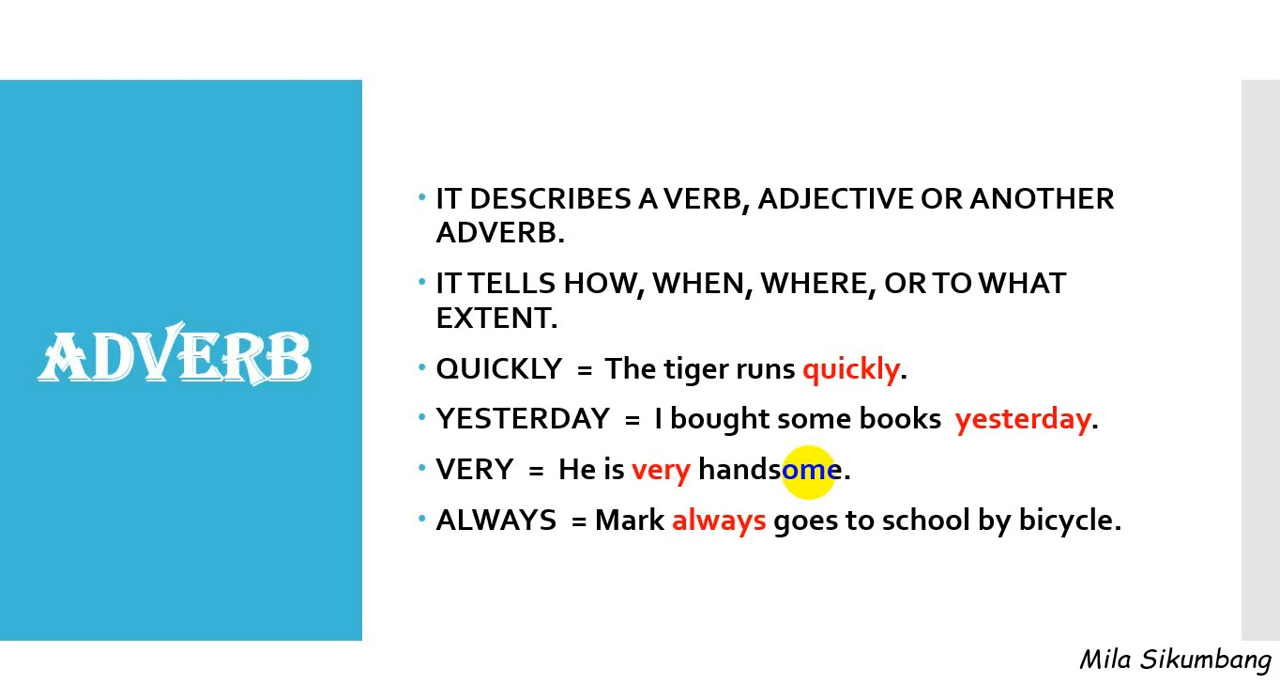 ADVERB
IT DESCRIBES A VERB, ADJECTIVE OR ANOTHER
ADVERB.
IT TELLS HOW, WHEN, WHERE, OR TO WHAT
EXTENT.
QUICKLY = The tiger runs quickly.
YESTERDAY = I bought some books yesterday.
VERY = He is very handsome.
ALWAYS = Mark always goes to school by bicycle.
Mila Sikumbang